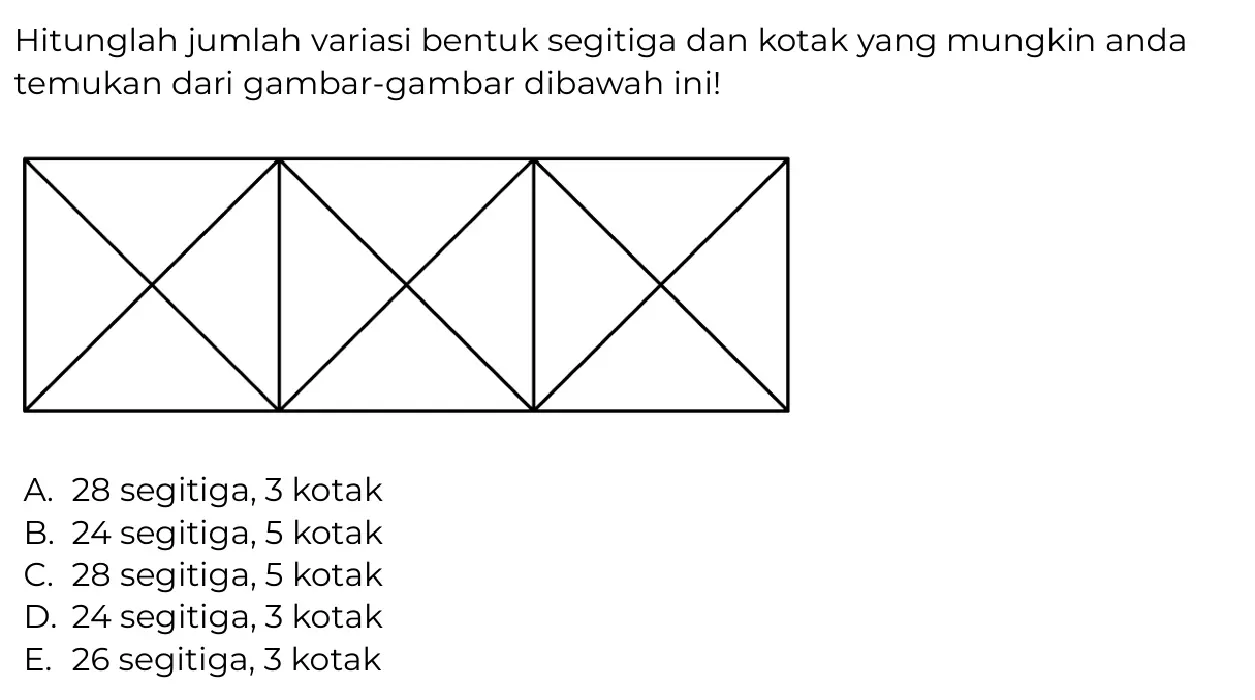 Hitunglah jumlah variasi bentuk segitiga dan kotak yang mungkin anda
temukan dari gambar-gambar dibawah ini!
A. 28 segitiga, 3 kotak
B. 24 segitiga, 5 kotak
C. 28 segitiga, 5 kotak
D. 24 segitiga, 3 kotak
E. 26 segitiga, 3 kotak